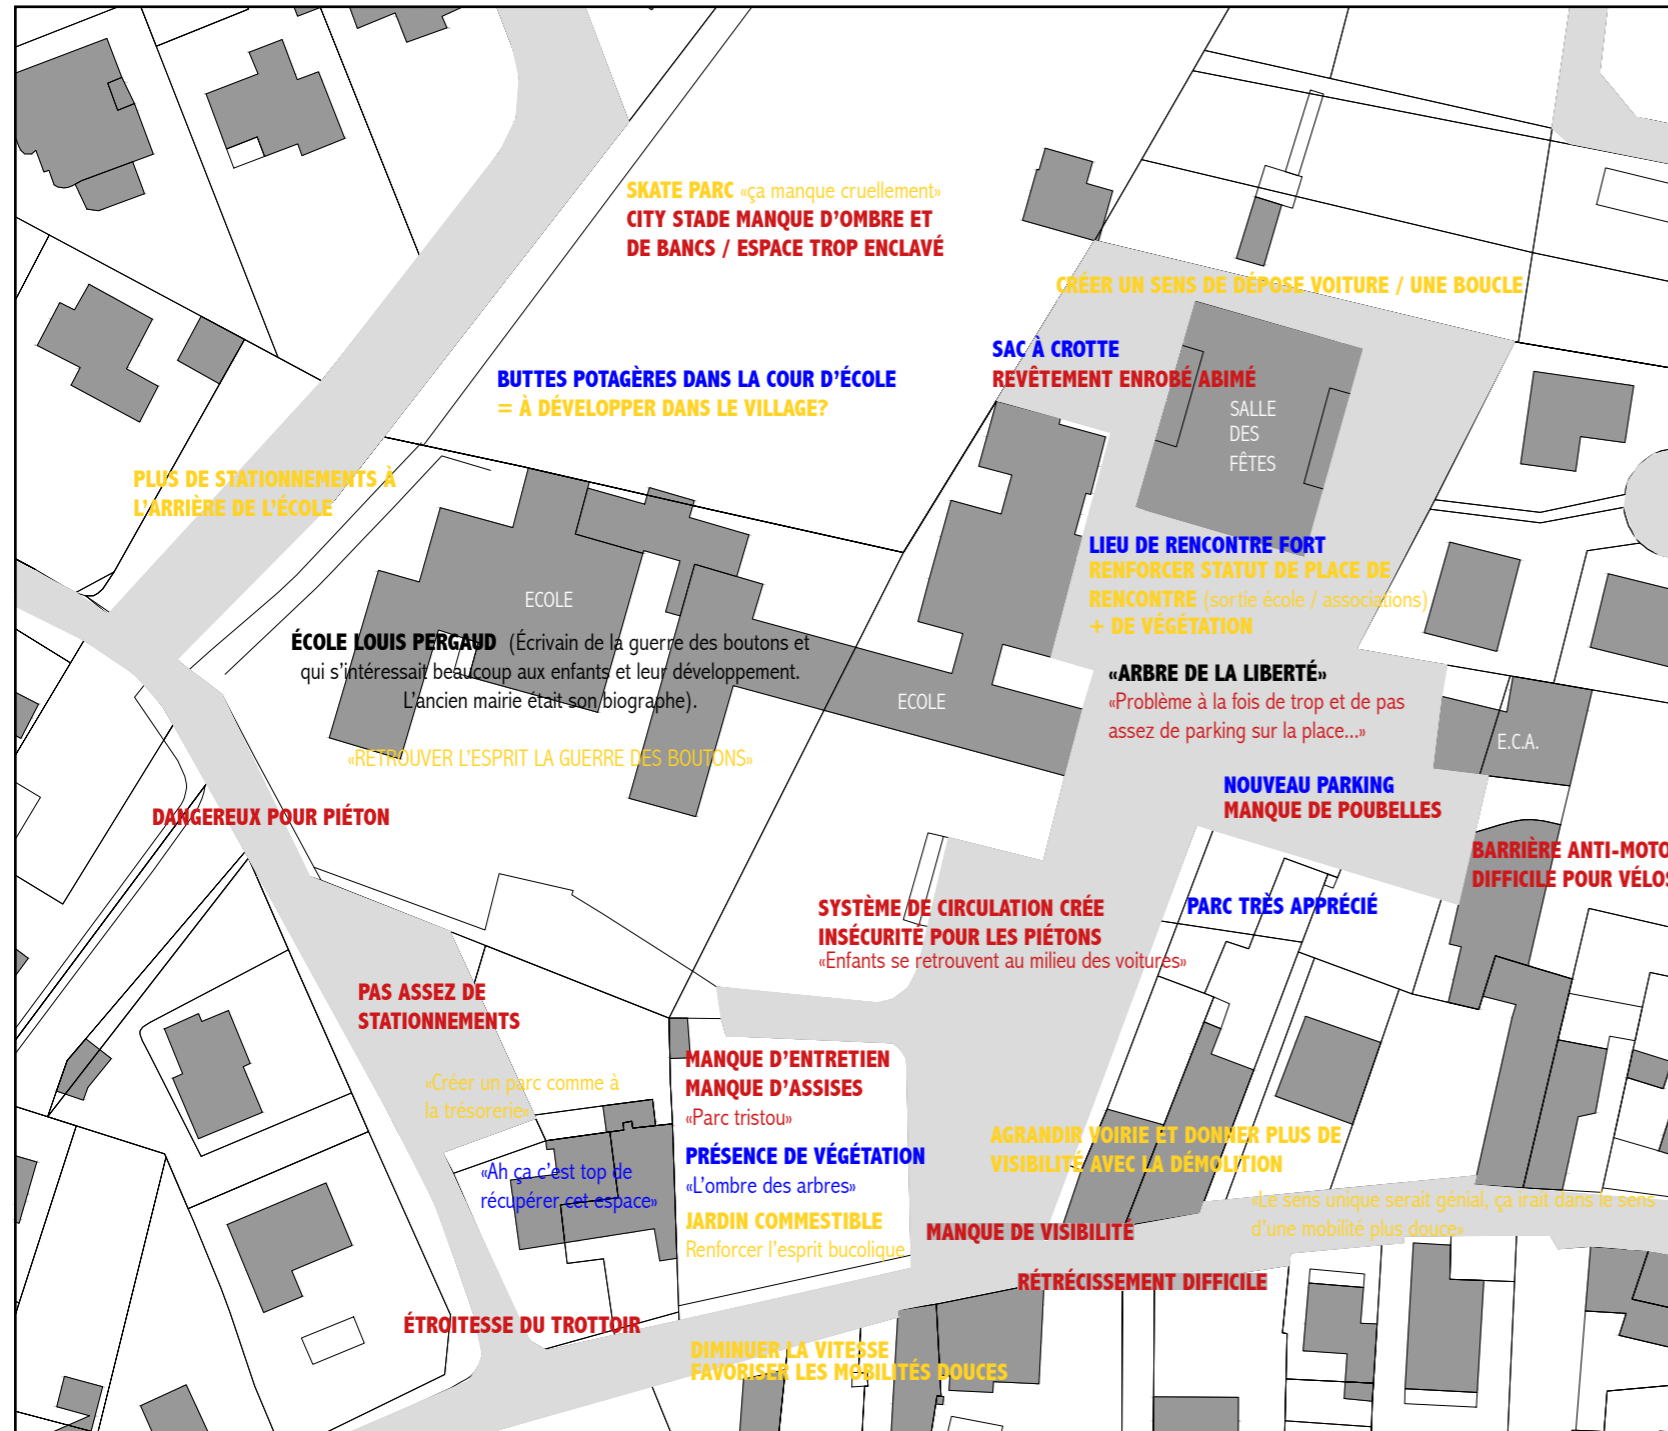 SKATE PARC «ça manque cruellement»
CITY STADE MANQUE D'OMBRE ET
DE BANCS / ESPACE TROP ENCLAVÉ
CRÉER UN SENS DE DÉPOSE VOITURE / UNE BOUCLE
SAC À CROTTE
REVÊTEMENT ENROBÉ ABIMÉ
SALLE
DES
FÊTES
BUTTES POTAGÈRES DANS LA COUR D'ÉCOLE
= À DÉVELOPPER DANS LE VILLAGE?
PLUS DE STATIONNEMENTS À
L'ARRIÈRE DE L'ÉCOLE
LIEU DE RENCONTRE FORT
RENFORCER STATUT DE PLACE DE
RENCONTRE (sortie école / associations)
+ DE VÉGÉTATION
ECOLE
ÉCOLE LOUIS PERGAUD (Écrivain de la guerre des boutons et
qui s'intéressait beaucoup aux enfants et leur développement.
L'ancien mairie était son biographe).
«RETROUVER L'ESPRIT LA GUERRE DES BOUTONS»
ECOLE
«ARBRE DE LA LIBERTÉ»
«Problème à la fois de trop et de pas
assez de parking sur la place...»
E.C.A.
NOUVEAU PARKING
MANQUE DE POUBELLES
DANGEREUX POUR PIÉTON
BARRIÈRE ANTI-MOTO
DIFFICILE POUR VÉLOS
PARC TRÈS APPRÉCIÉ
SYSTÈME DE CIRCULATION CRÉE
INSÉCURITÉ POUR LES PIÉTONS
«Enfants se retrouvent au milieu des voitures»
PAS ASSEZ DE
STATIONNEMENTS
«Créer un parc comme à
la trésorerie»
«Ah ça c'est top de
récupérer cet espace»
MANQUE D'ENTRETIEN
MANQUE D'ASSISES
«Parc tristou»
PRÉSENCE DE VÉGÉTATION
«L'ombre des arbres»
JARDIN COMMESTIBLE
Renforcer l'esprit bucolique
AGRANDIR VOIRIE ET DONNER PLUS DE
VISIBILITÉ AVEC LA DÉMOLITION
«Le sens unique serait génial, ça irait dans le sens
d'une mobilité plus douce»
MANQUE DE VISIBILITÉ
RÉTRÉCISSEMENT DIFFICILE
ÉTROITESSE DU TROTTOIR
DIMINUER LA VITESSE
FAVORISER LES MOBILITÉS DOUCES